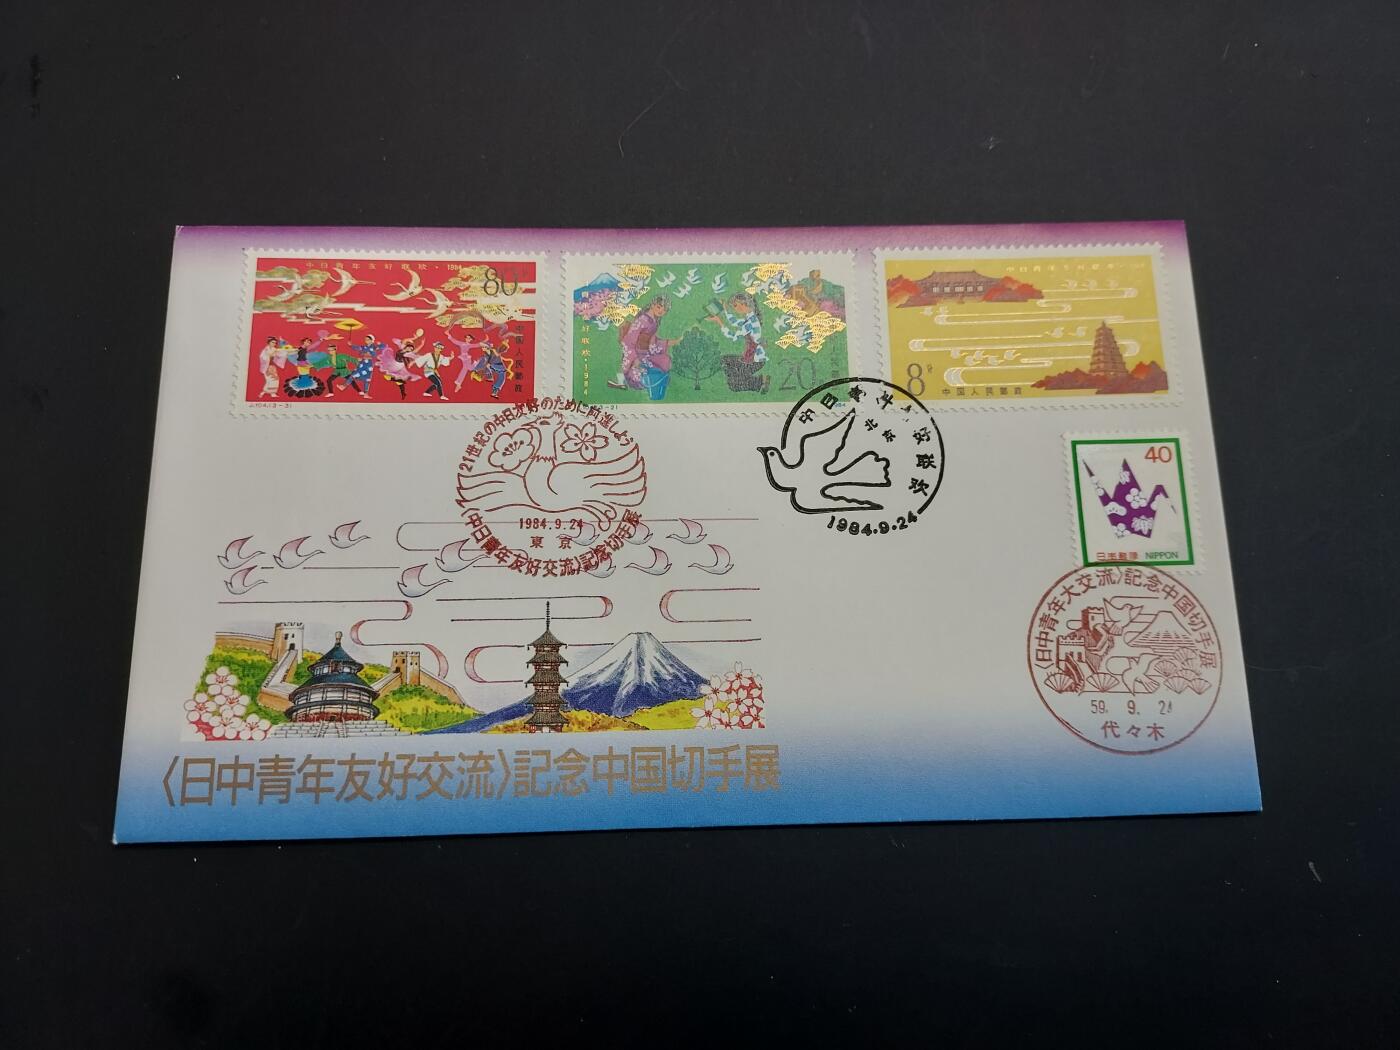 中日青年友好联欢·1984
80分
中国人民邮政
J.104.(3-3)
青年友好联欢·1984
20
8分
中国人民邮政
40
日本郵便 NIPPON
21世紀の中日友好のために前進しよう
1984.9.24
東京
〈日中青年友好交流〉記念切手展
中日青年友好联欢
北京
1984.9.24
〈日中青年大交流〉記念中国切手展
59. 9. 24
代々木
〈日中青年友好交流〉記念中国切手展